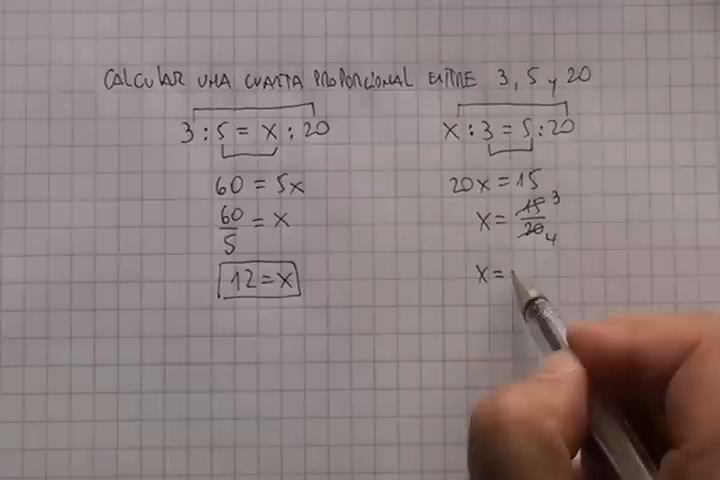 CALCULAR UNA CUARTA PROPORCIONAL ENTRE 3, 5 y 20
3 : 5 = x : 20
60 = 5x
60/5 = x
12 = x
x : 3 = 5 : 20
20x = 15
x = 15/20 3/4
x =